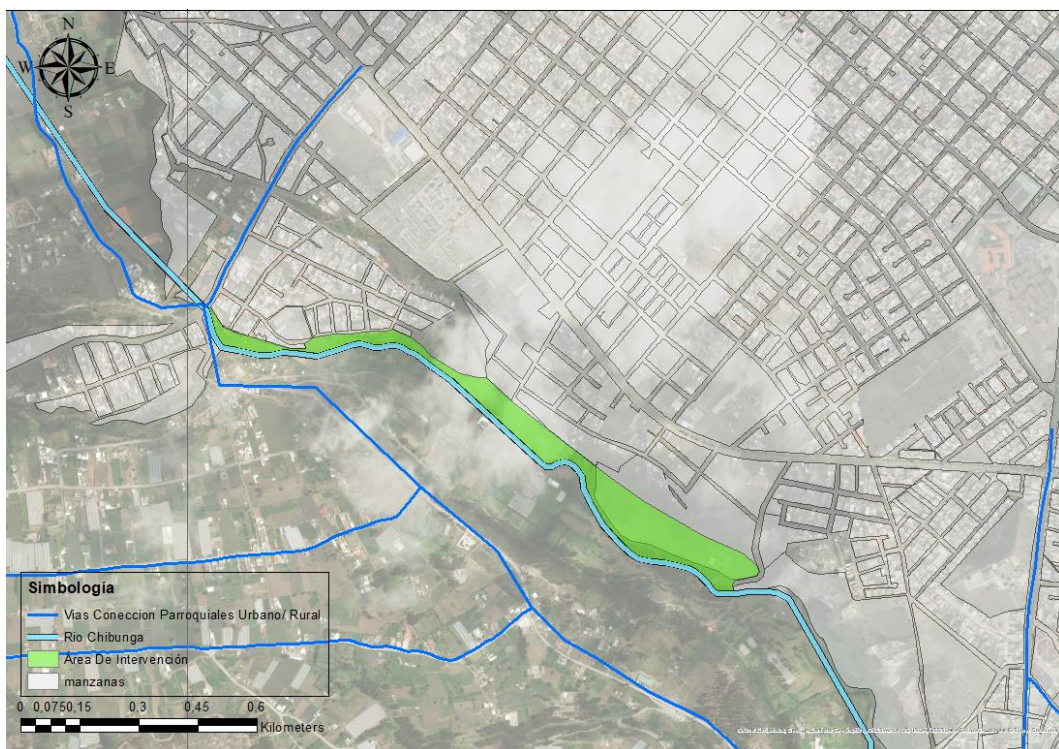 N
W
E
S
Simbología
Vias Coneccion Parroquiales Urbano/ Rural
Rio Chibunga
Área De Intervención
manzanas
0 0,0750,15 0,3 0,45 0,6
Kilometers